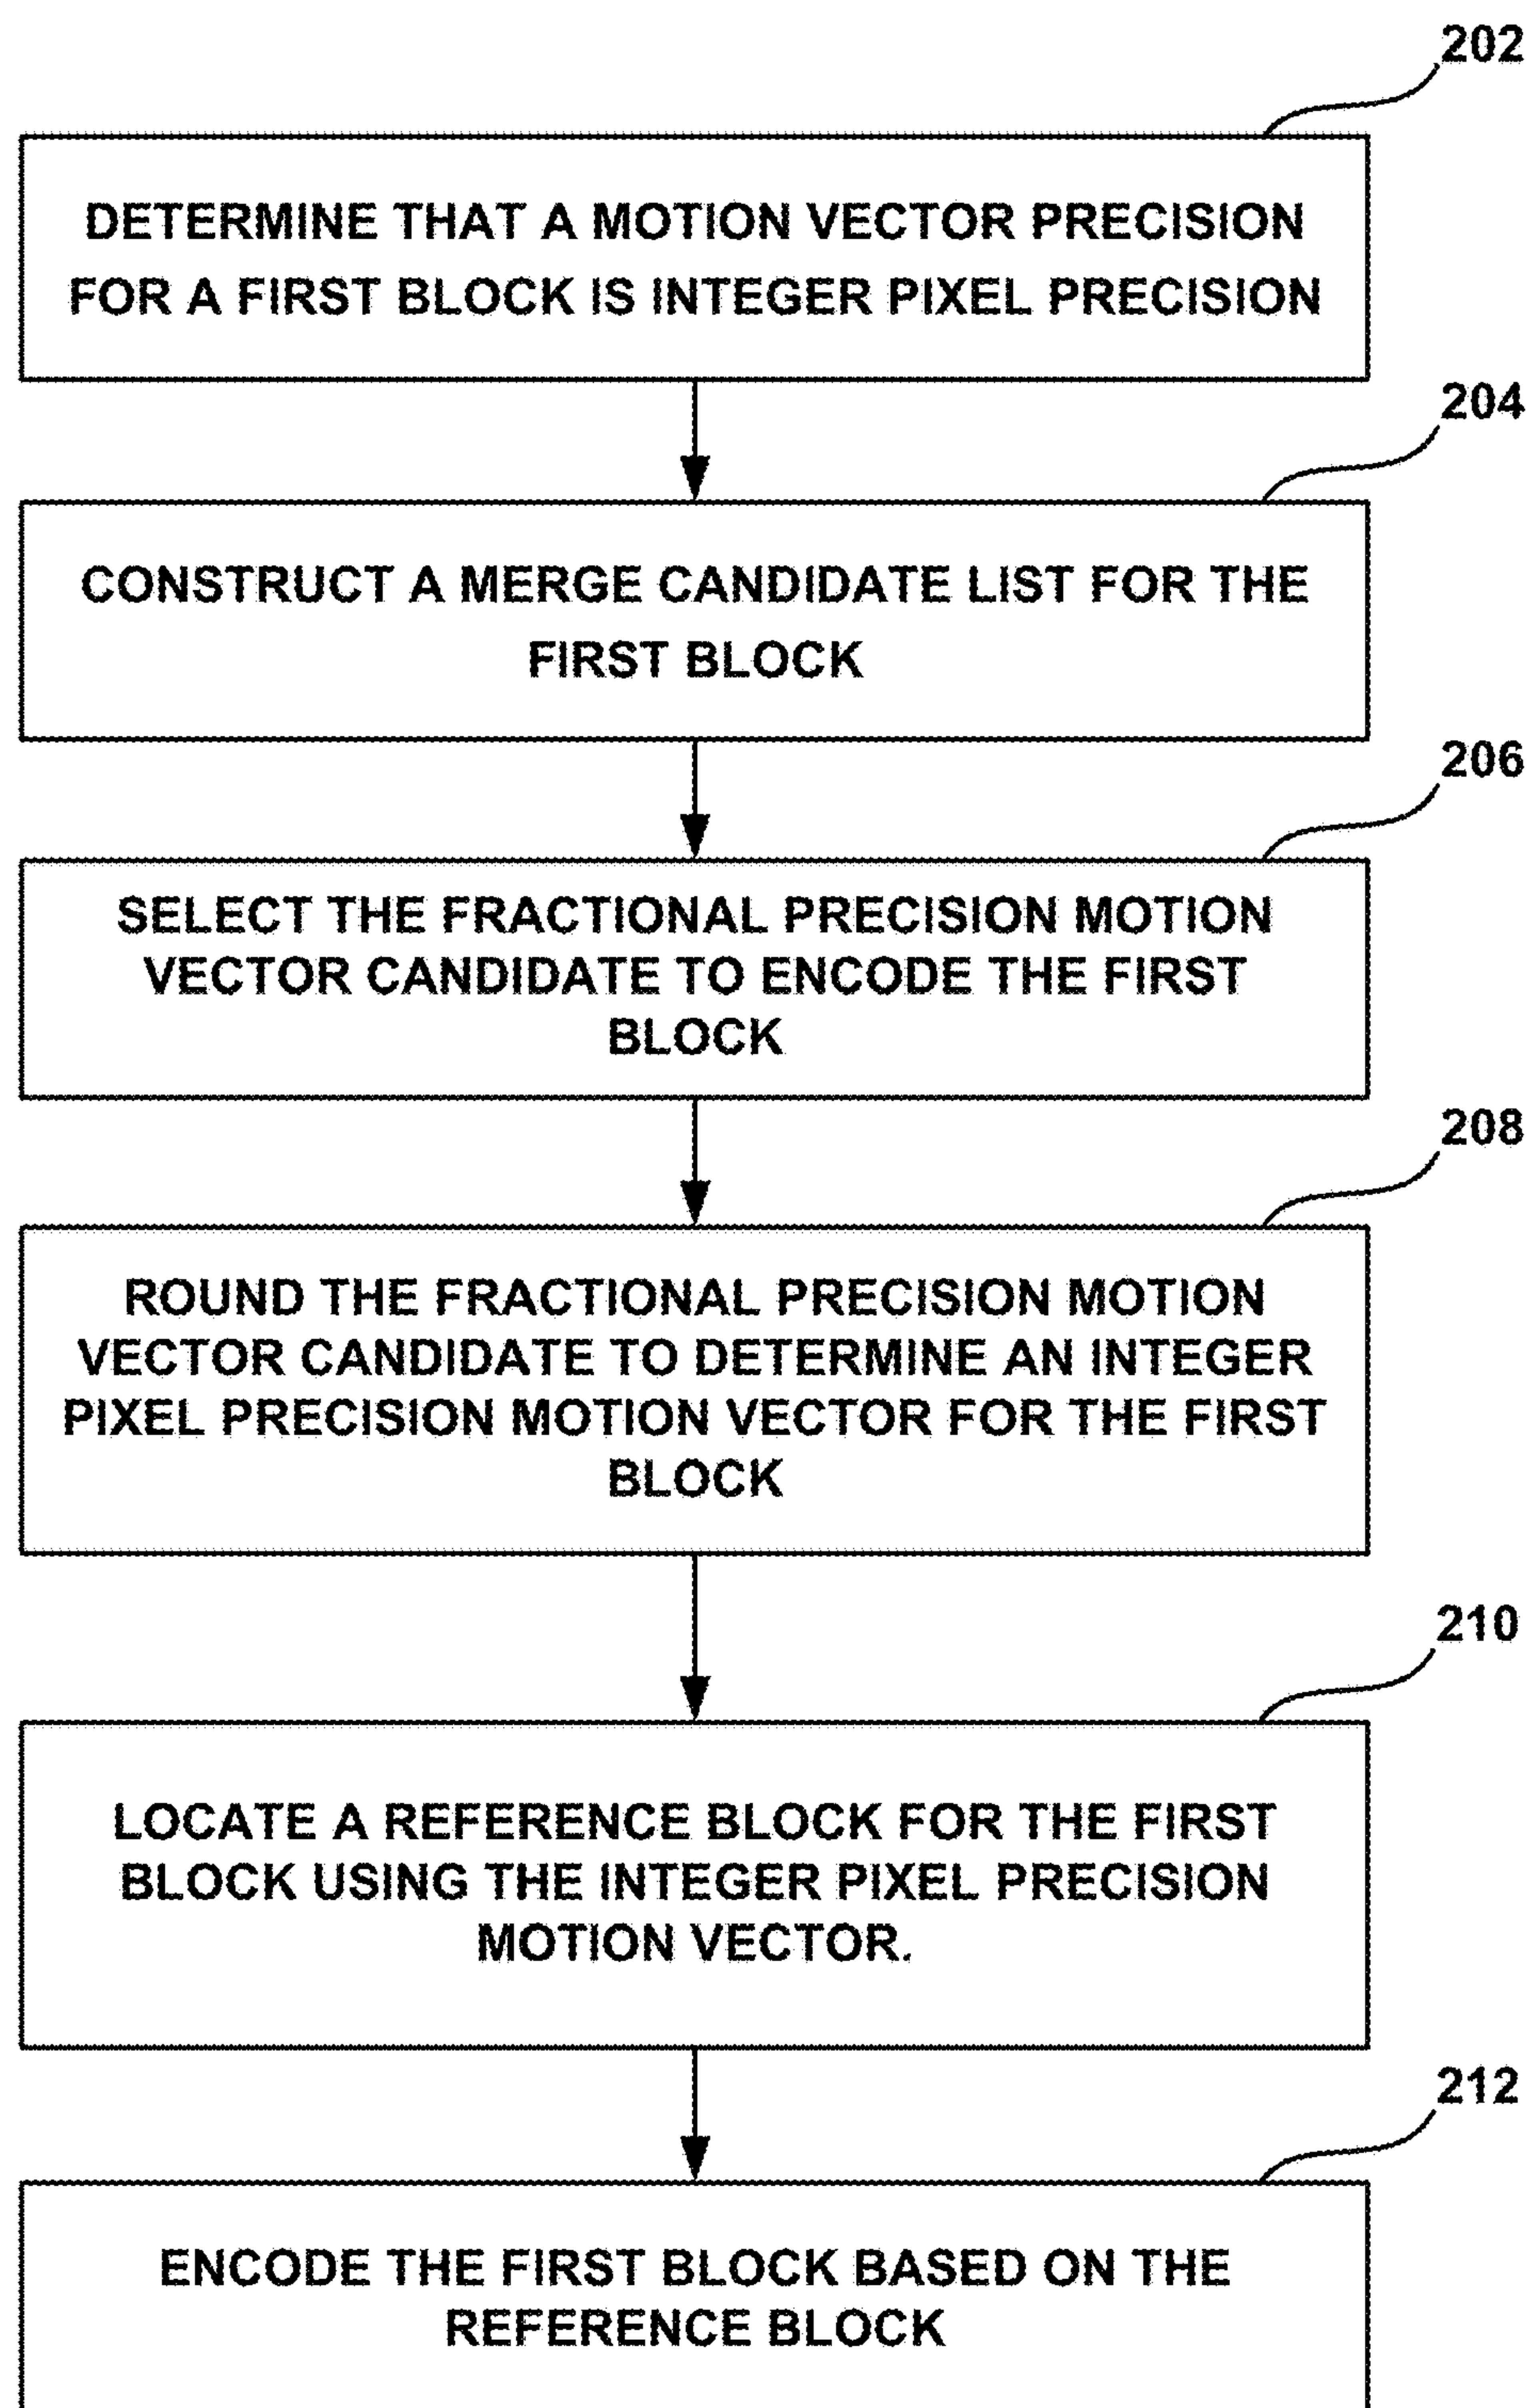 202
DETERMINE THAT A MOTION VECTOR PRECISION
FOR A FIRST BLOCK IS INTEGER PIXEL PRECISION
204
CONSTRUCT A MERGE CANDIDATE LIST FOR THE
FIRST BLOCK
206
SELECT THE FRACTIONAL PRECISION MOTION
VECTOR CANDIDATE TO ENCODE THE FIRST
BLOCK
208
ROUND THE FRACTIONAL PRECISION MOTION
VECTOR CANDIDATE TO DETERMINE AN INTEGER
PIXEL PRECISION MOTION VECTOR FOR THE FIRST
BLOCK
210
LOCATE A REFERENCE BLOCK FOR THE FIRST
BLOCK USING THE INTEGER PIXEL PRECISION
MOTION VECTOR.
212
ENCODE THE FIRST BLOCK BASED ON THE
REFERENCE BLOCK